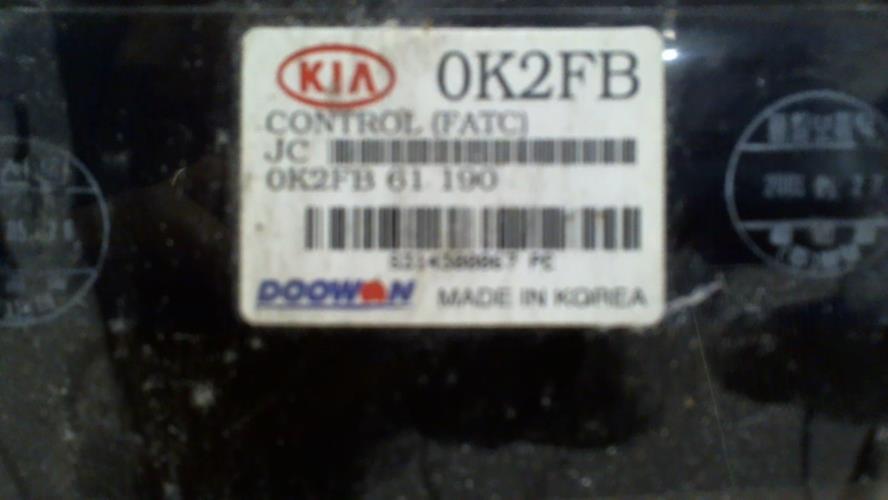 KIA 0K2FB
CONTROL (FATC)
JC
0K2FB 61 190
DOOWON MADE IN KOREA